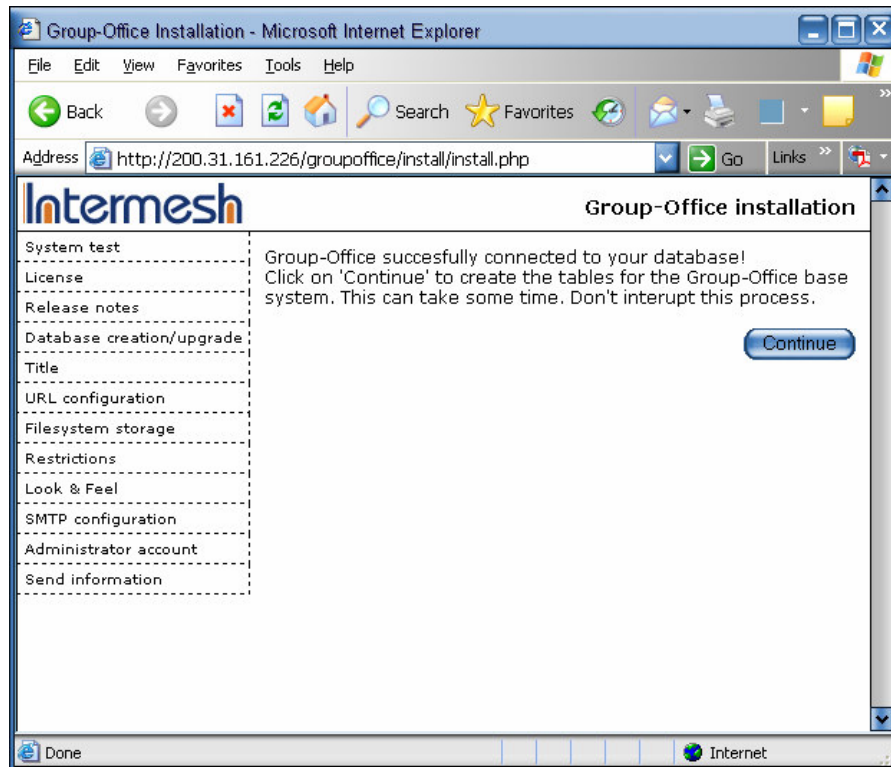 Group-Office Installation - Microsoft Internet Explorer
File Edit View Favorites Tools Help
Back Search Favorites »
Address http://200.31.161.226/groupoffice/install/install.php Go Links »
Intermesh
Group-Office installation
System test
License
Release notes
Database creation/upgrade
Title
URL configuration
Filesystem storage
Restrictions
Look & Feel
SMTP configuration
Administrator account
Send information
Group-Office succesfully connected to your database!
Click on 'Continue' to create the tables for the Group-Office base
system. This can take some time. Don't interupt this process.
Continue
Done Internet